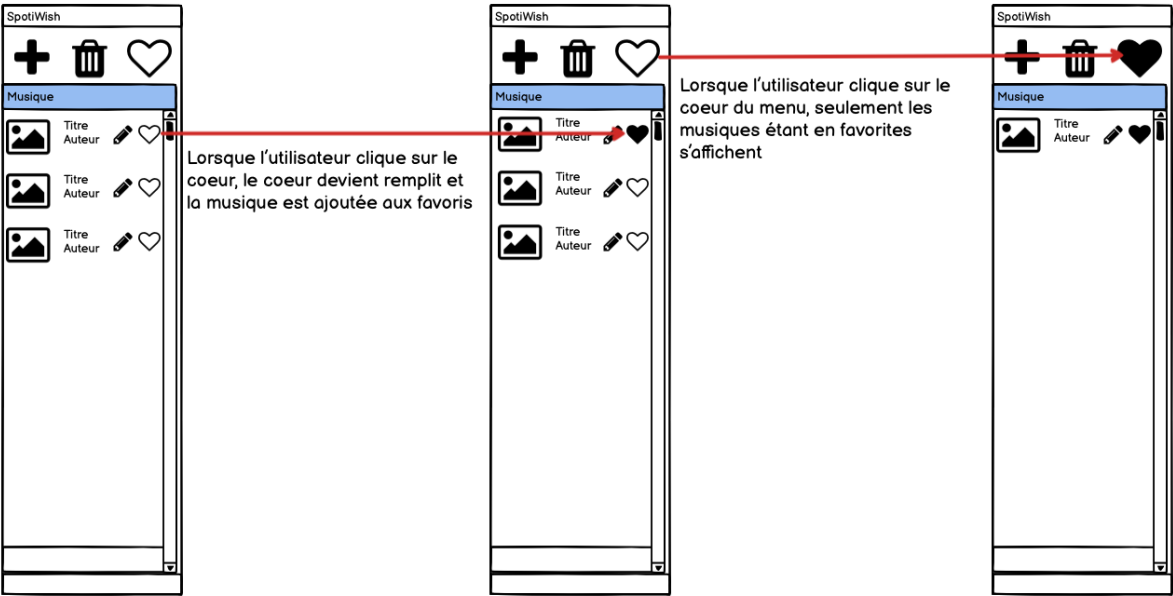 SpotiWish
Musique
Titre
Auteur
Titre
Auteur
Titre
Auteur
Lorsque l'utilisateur clique sur le
coeur, le coeur devient remplit et
la musique est ajoutée aux favoris
SpotiWish
Musique
Titre
Auteur
Titre
Auteur
Titre
Auteur
Lorsque l'utilisateur clique sur le
coeur du menu, seulement les
musiques étant en favorites
s'affichent
SpotiWish
Musique
Titre
Auteur